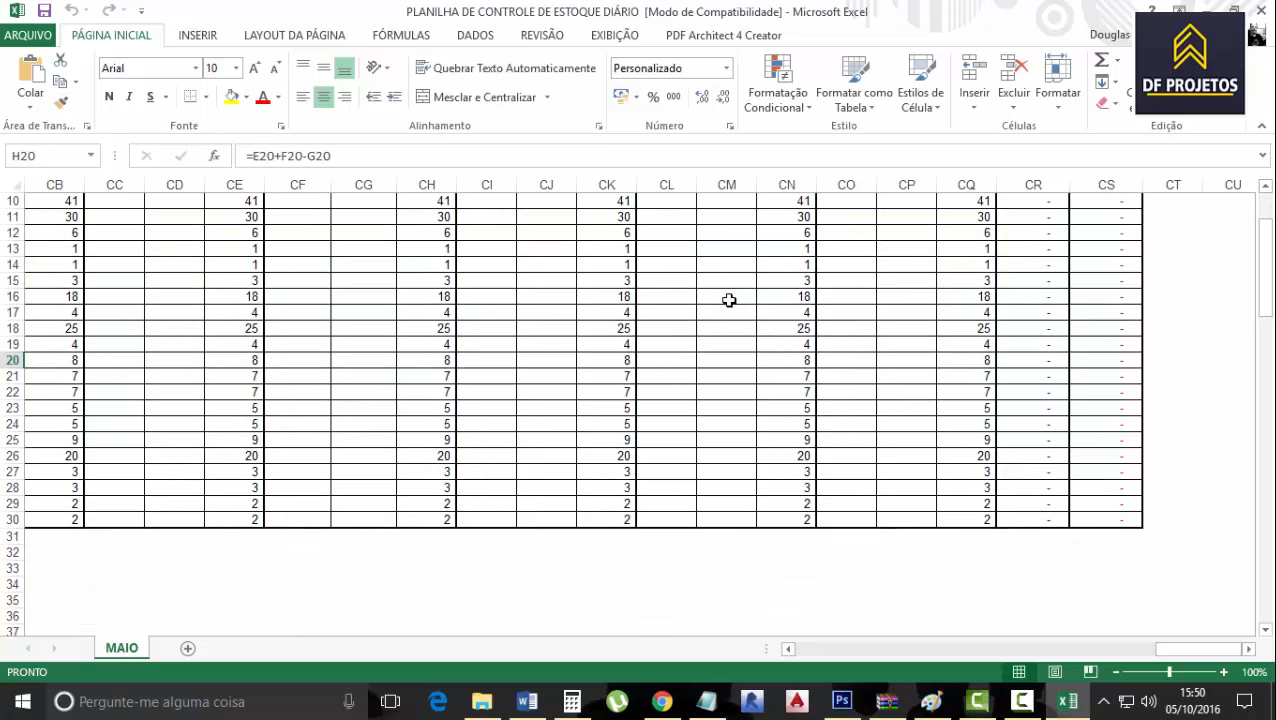 PLANILHA DE CONTROLE DE ESTOQUE DIÁRIO [Modo de Compatibilidade] - Microsoft Excel
ARQUIVO PÁGINA INICIAL INSERIR LAYOUT DA PÁGINA FÓRMULAS DADOS REVISÃO EXIBIÇÃO PDF Architect 4 Creator Douglas
DF PROJETOS
Arial 10 Quebrar Texto Automaticamente Personalizado
Colar N I S Mesclar e Centralizar % 000 Formatação Condicional Formatar como Tabela Estilos de Célula Inserir Excluir Formatar
Área de Trans... Fonte Alinhamento Número Estilo Células Edição
H20 fx =E20+F20-G20
CB CC CD CE CF CG CH CI CJ CK CL CM CN CO CP CQ CR CS CT CU
10 41 41 41 41 41 41 - -
11 30 30 30 30 30 30 - -
12 6 6 6 6 6 6 - -
13 1 1 1 1 1 1 - -
14 1 1 1 1 1 1 - -
15 3 3 3 3 3 3 - -
16 18 18 18 18 18 18 - -
17 4 4 4 4 4 4 - -
18 25 25 25 25 25 25 - -
19 4 4 4 4 4 4 - -
20 8 8 8 8 8 8 - -
21 7 7 7 7 7 7 - -
22 7 7 7 7 7 7 - -
23 5 5 5 5 5 5 - -
24 5 5 5 5 5 5 - -
25 9 9 9 9 9 9 - -
26 20 20 20 20 20 20 - -
27 3 3 3 3 3 3 - -
28 3 3 3 3 3 3 - -
29 2 2 2 2 2 2 - -
30 2 2 2 2 2 2 - -
31
32
33
34
35
36
37
MAIO
PRONTO 100%
Pergunte-me alguma coisa 15:50
05/10/2016